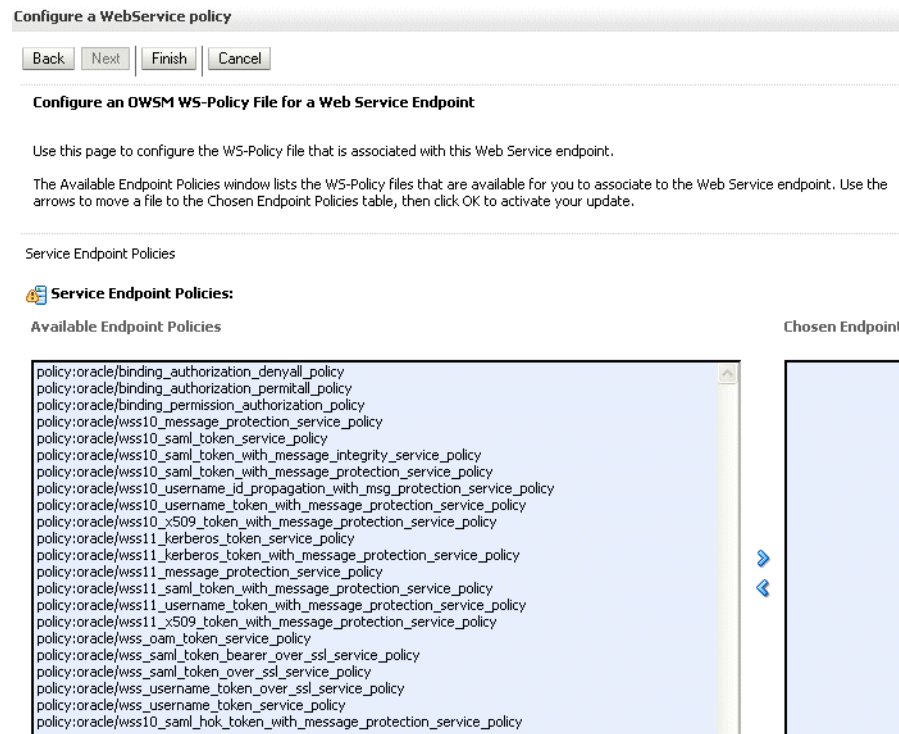 Configure a WebService policy
Back Next Finish Cancel
Configure an OWSM WS-Policy File for a Web Service Endpoint
Use this page to configure the WS-Policy file that is associated with this Web Service endpoint.
The Available Endpoint Policies window lists the WS-Policy files that are available for you to associate to the Web Service endpoint. Use the
arrows to move a file to the Chosen Endpoint Policies table, then click OK to activate your update.
Service Endpoint Policies
Service Endpoint Policies:
Available Endpoint Policies
Chosen Endpoint
policy:oracle/binding_authorization_denyall_policy
policy:oracle/binding_authorization_permitall_policy
policy:oracle/binding_permission_authorization_policy
policy:oracle/wss10_message_protection_service_policy
policy:oracle/wss10_saml_token_service_policy
policy:oracle/wss10_saml_token_with_message_integrity_service_policy
policy:oracle/wss10_saml_token_with_message_protection_service_policy
policy:oracle/wss10_username_id_propagation_with_msg_protection_service_policy
policy:oracle/wss10_username_token_with_message_protection_service_policy
policy:oracle/wss10_x509_token_with_message_protection_service_policy
policy:oracle/wss11_kerberos_token_service_policy
policy:oracle/wss11_kerberos_token_with_message_protection_service_policy
policy:oracle/wss11_message_protection_service_policy
policy:oracle/wss11_saml_token_with_message_protection_service_policy
policy:oracle/wss11_username_token_with_message_protection_service_policy
policy:oracle/wss11_x509_token_with_message_protection_service_policy
policy:oracle/wss_oam_token_service_policy
policy:oracle/wss_saml_token_bearer_over_ssl_service_policy
policy:oracle/wss_saml_token_over_ssl_service_policy
policy:oracle/wss_username_token_over_ssl_service_policy
policy:oracle/wss_username_token_service_policy
policy:oracle/wss10_saml_hok_token_with_message_protection_service_policy